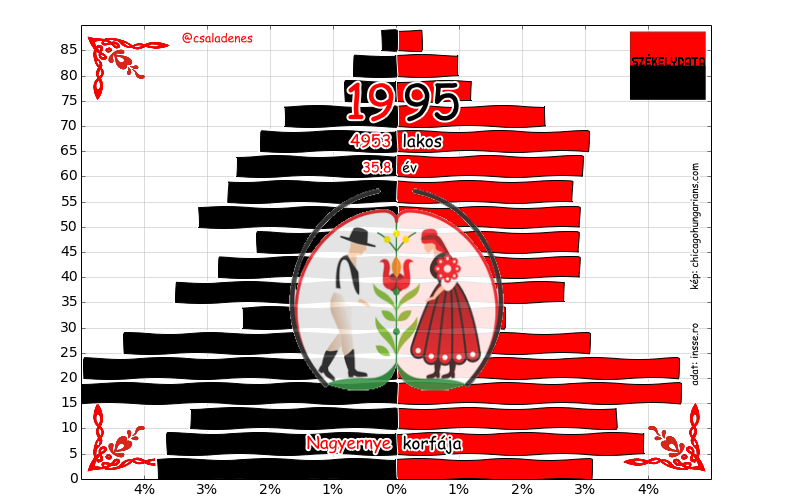 @csaladenes
SZÉKELYDATA
1995
4953 lakos
35.8 év
kép: chicagohungarians.com
adat: insse.ro
Nagyernye korfája
85
80
75
70
65
60
55
50
45
40
35
30
25
20
15
10
5
0
4% 3% 2% 1% 0% 1% 2% 3% 4%